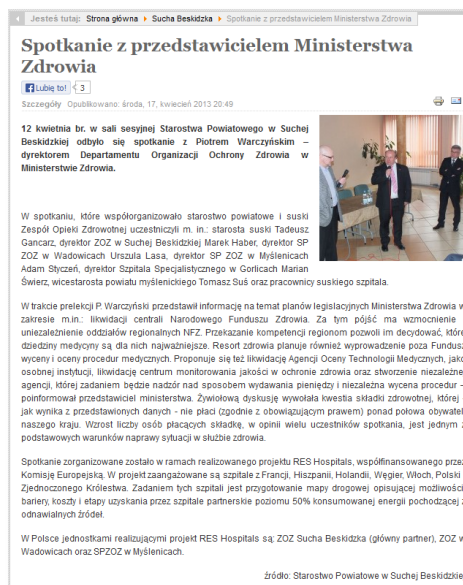 Jesteś tutaj: Strona główna Sucha Beskidzka Spotkanie z przedstawicielem Ministerstwa Zdrowia
Spotkanie z przedstawicielem Ministerstwa
Zdrowia
Lubię to! 3
Szczegóły Opublikowano: środa, 17, kwiecień 2013 20:49
12 kwietnia br. w sali sesyjnej Starostwa Powiatowego w Suchej
Beskidzkiej odbyło się spotkanie z Piotrem Warczyńskim –
dyrektorem Departamentu Organizacji Ochrony Zdrowia w
Ministerstwie Zdrowia.
W spotkaniu, które współorganizowało starostwo powiatowe i suski
Zespół Opieki Zdrowotnej uczestniczyli m. in.: starosta suski Tadeusz
Gancarz, dyrektor ZOZ w Suchej Beskidzkiej Marek Haber, dyrektor SP
ZOZ w Wadowicach Urszula Lasa, dyrektor SP ZOZ w Myślenicach
Adam Styczeń, dyrektor Szpitala Specjalistycznego w Gorlicach Marian
Świerz, wicestarosta powiatu myślenickiego Tomasz Suś oraz pracownicy suskiego szpitala.
W trakcie prelekcji P. Warczyński przedstawił informację na temat planów legislacyjnych Ministerstwa Zdrowia w
zakresie m.in.: likwidacji centrali Narodowego Funduszu Zdrowia. Za tym pójść ma wzmocnienie i
uniezależnienie oddziałów regionalnych NFZ. Przekazanie kompetencji regionom pozwoli im decydować, które
dziedziny medycyny są dla nich najważniejsze. Resort zdrowia planuje również wyprowadzenie poza Fundusz
wyceny i oceny procedur medycznych. Proponuje się też likwidację Agencji Oceny Technologii Medycznych, jako
osobnej instytucji, likwidację centrum monitorowania jakości w ochronie zdrowia oraz stworzenie niezależnej
agencji, której zadaniem będzie nadzór nad sposobem wydawania pieniędzy i niezależna wycena procedur -
poinformował przedstawiciel ministerstwa. Żywiołową dyskusję wywołała kwestia składki zdrowotnej, której -
jak wynika z przedstawionych danych - nie płaci (zgodnie z obowiązującym prawem) ponad połowa obywateli
naszego kraju. Wzrost liczby osób płacących składkę, w opinii wielu uczestników spotkania, jest jednym z
podstawowych warunków naprawy sytuacji w służbie zdrowia.
Spotkanie zorganizowane zostało w ramach realizowanego projektu RES Hospitals, współfinansowanego przez
Komisję Europejską. W projekt zaangażowane są szpitale z Francji, Hiszpanii, Holandii, Węgier, Włoch, Polski i
Zjednoczonego Królestwa. Zadaniem tych szpitali jest przygotowanie mapy drogowej opisującej możliwości,
bariery, koszty i etapy uzyskania przez szpitale partnerskie poziomu 50% konsumowanej energii pochodzącej z
odnawialnych źródeł.
W Polsce jednostkami realizującymi projekt RES Hospitals są: ZOZ Sucha Beskidzka (główny partner), ZOZ w
Wadowicach oraz SPZOZ w Myślenicach.
źródło: Starostwo Powiatowe w Suchej Beskidzkiej